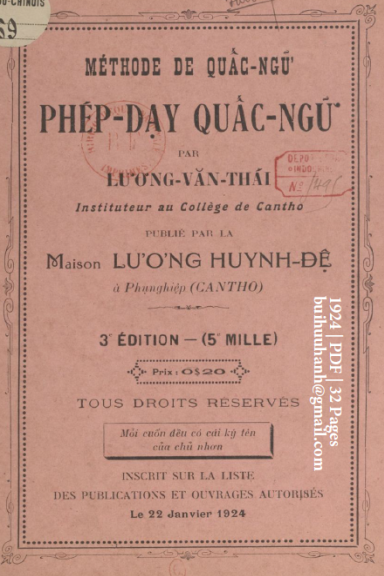 59
MÉTHODE DE QUẤC-NGỮ
PHÉP-DẠY QUẤC-NGỮ
PAR
LƯƠNG-VĂN-THÁI
Instituteur au Collège de Cantho
PUBLIÉ PAR LA
Maison LƯƠNG HUYNH-ĐỆ
à Phụnghiệp (CANTHO)
3e ÉDITION — (5e MILLE)
Prix : 0$20
TOUS DROITS RÉSERVÉS
Mỗi cuốn đều có cái ký tên
của chủ nhơn
INSCRIT SUR LA LISTE
DES PUBLICATIONS ET OUVRAGES AUTORISÉS
Le 22 Janvier 1924
1924 | PDF | 32 Pages
buihuuhanh@gmail.com